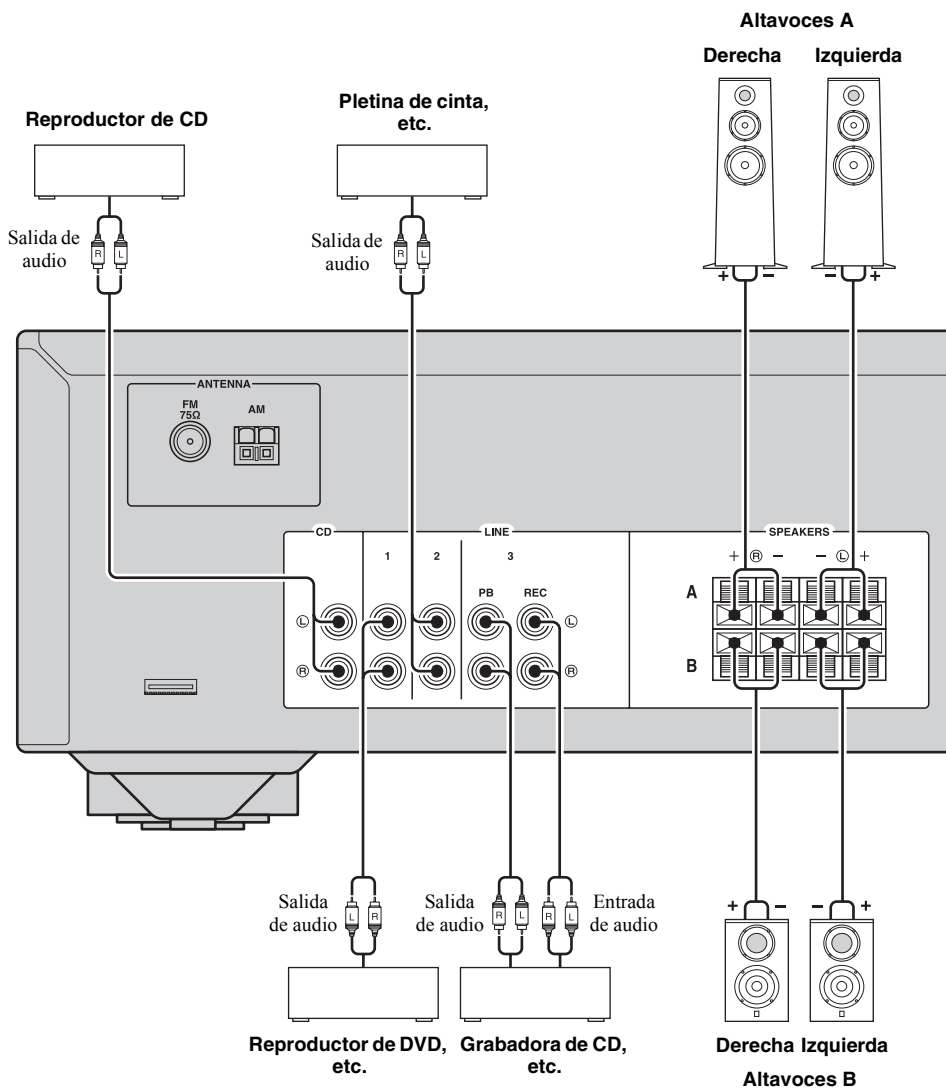 Altavoces A
Derecha Izquierda
Reproductor de CD
Pletina de cinta,
etc.
Salida de
audio
R L
Salida de
audio
R L
+ − − +
ANTENNA
FM
75Ω
AM
CD
LINE
1 2 3
PB REC
L
R
L
R
SPEAKERS
+ R − − L +
A
B
Salida
de audio
L R
Salida
de audio
R L
R L
Entrada
de audio
+ − − +
Reproductor de DVD,
etc.
Grabadora de CD,
etc.
Derecha Izquierda
Altavoces B